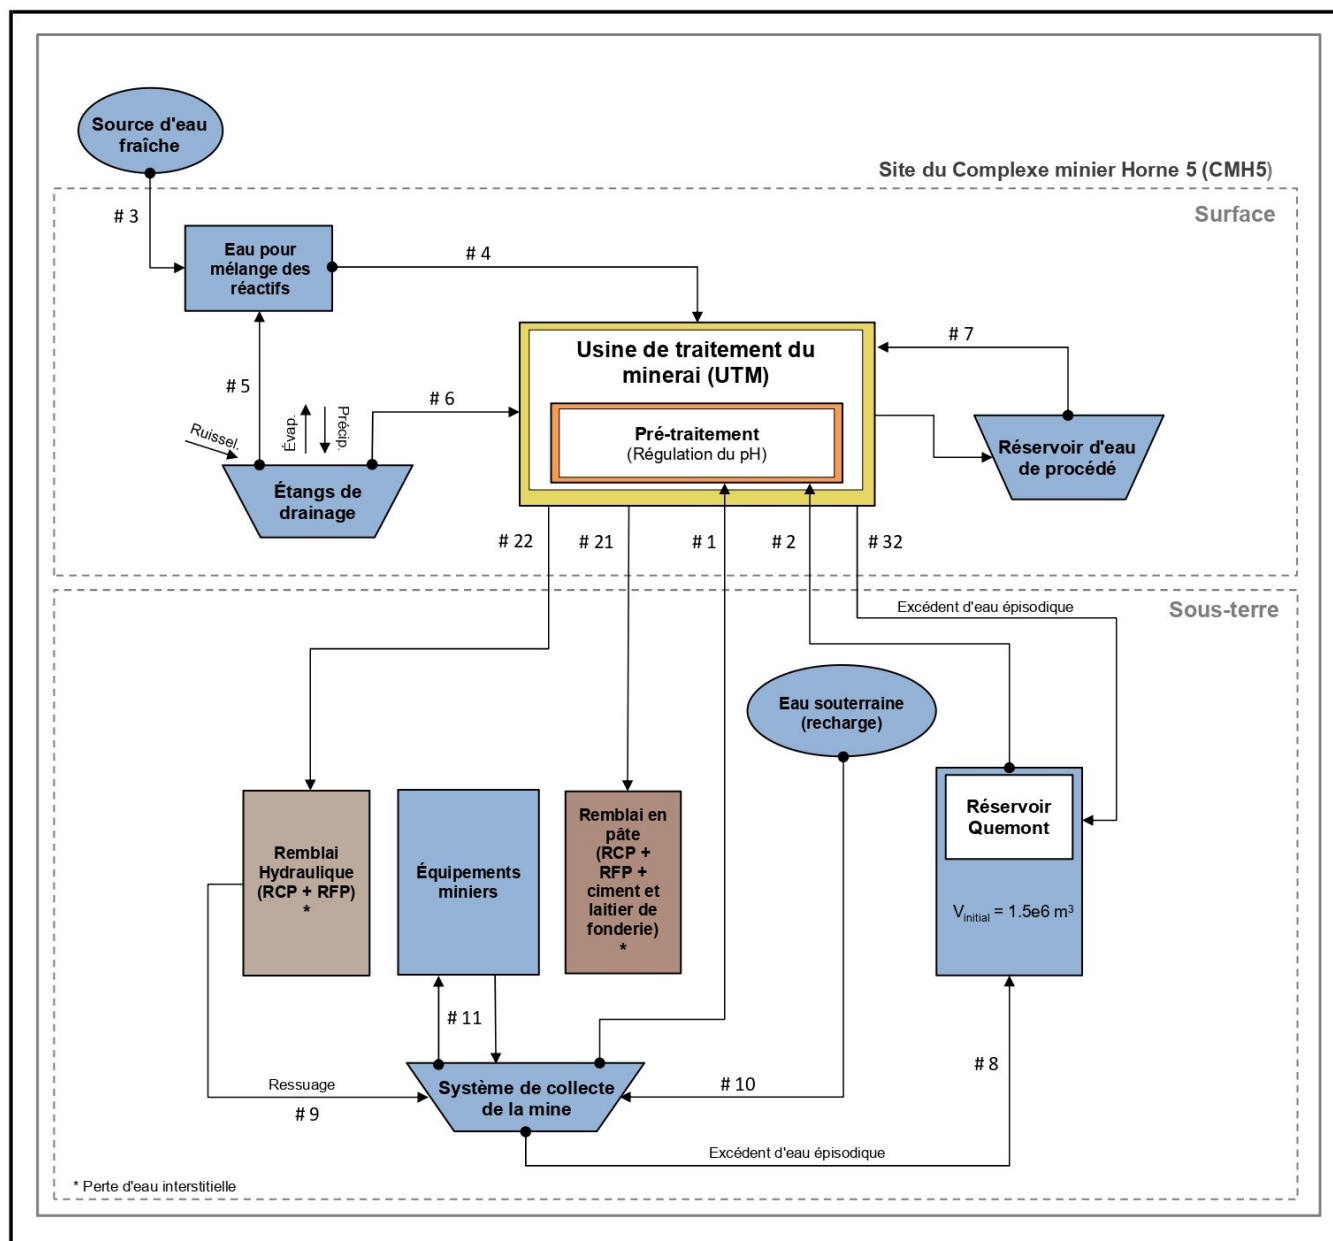 Source d'eau
fraîche
Site du Complexe minier Horne 5 (CMH5)
Surface
# 3
Eau pour
mélange des
réactifs
# 4
# 7
Usine de traitement du
minerai (UTM)
# 5
Évap.
Précip.
# 6
Ruissel.
Pré-traitement
(Régulation du pH)
Réservoir d'eau
de procédé
Étangs de
drainage
# 22
# 21
# 1
# 2
# 32
Excédent d'eau épisodique
Sous-terre
Eau souterraine
(recharge)
Réservoir
Quemont
Remblai
Hydraulique
(RCP + RFP)
*
Équipements
miniers
Remblai en
pâte
(RCP +
RFP +
ciment et
laitier de
fonderie)
*
Vinitial = 1.5e6 m³
# 11
# 8
Ressuage
# 9
Système de collecte
de la mine
# 10
Excédent d'eau épisodique
* Perte d'eau interstitielle